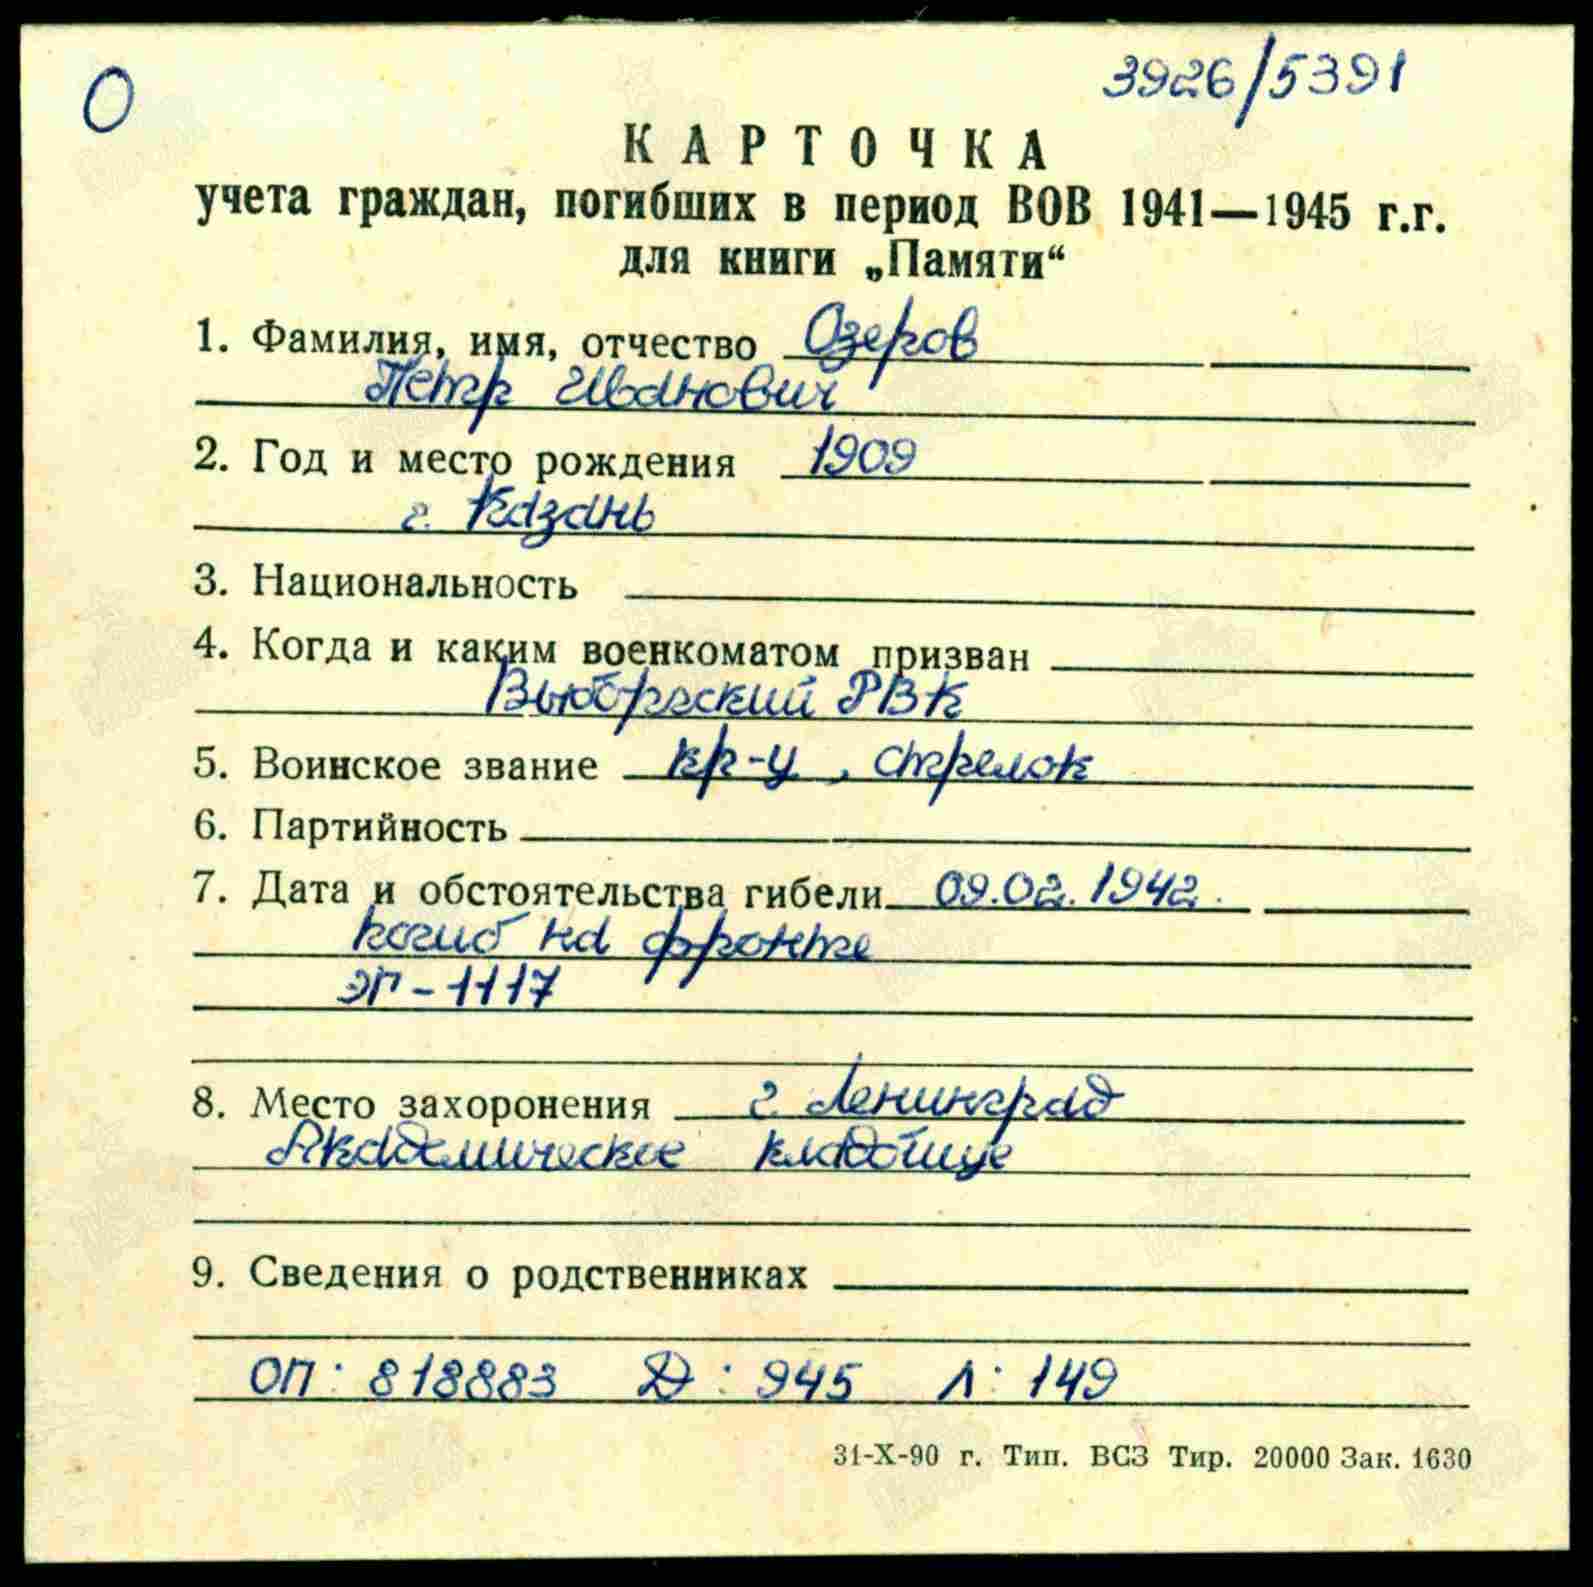 О
3926/5391
КАРТОЧКА
учета граждан, погибших в период ВОВ 1941—1945 г.г.
для книги „Памяти“
1. Фамилия, имя, отчество Озеров
Петр Иванович
2. Год и место рождения 1909
г. Казань
3. Национальность
4. Когда и каким военкоматом призван
Выборгский РВК
5. Воинское звание кр-ц, стрелок
6. Партийность
7. Дата и обстоятельства гибели 09.02.1942.
погиб на фронте
ЭГ-1117
8. Место захоронения г. Ленинград
Академическое кладбище
9. Сведения о родственниках
ОП: 818883 Д: 945 Л: 149
31-X-90 г. Тип. ВСЗ Тир. 20000 Зак. 1630